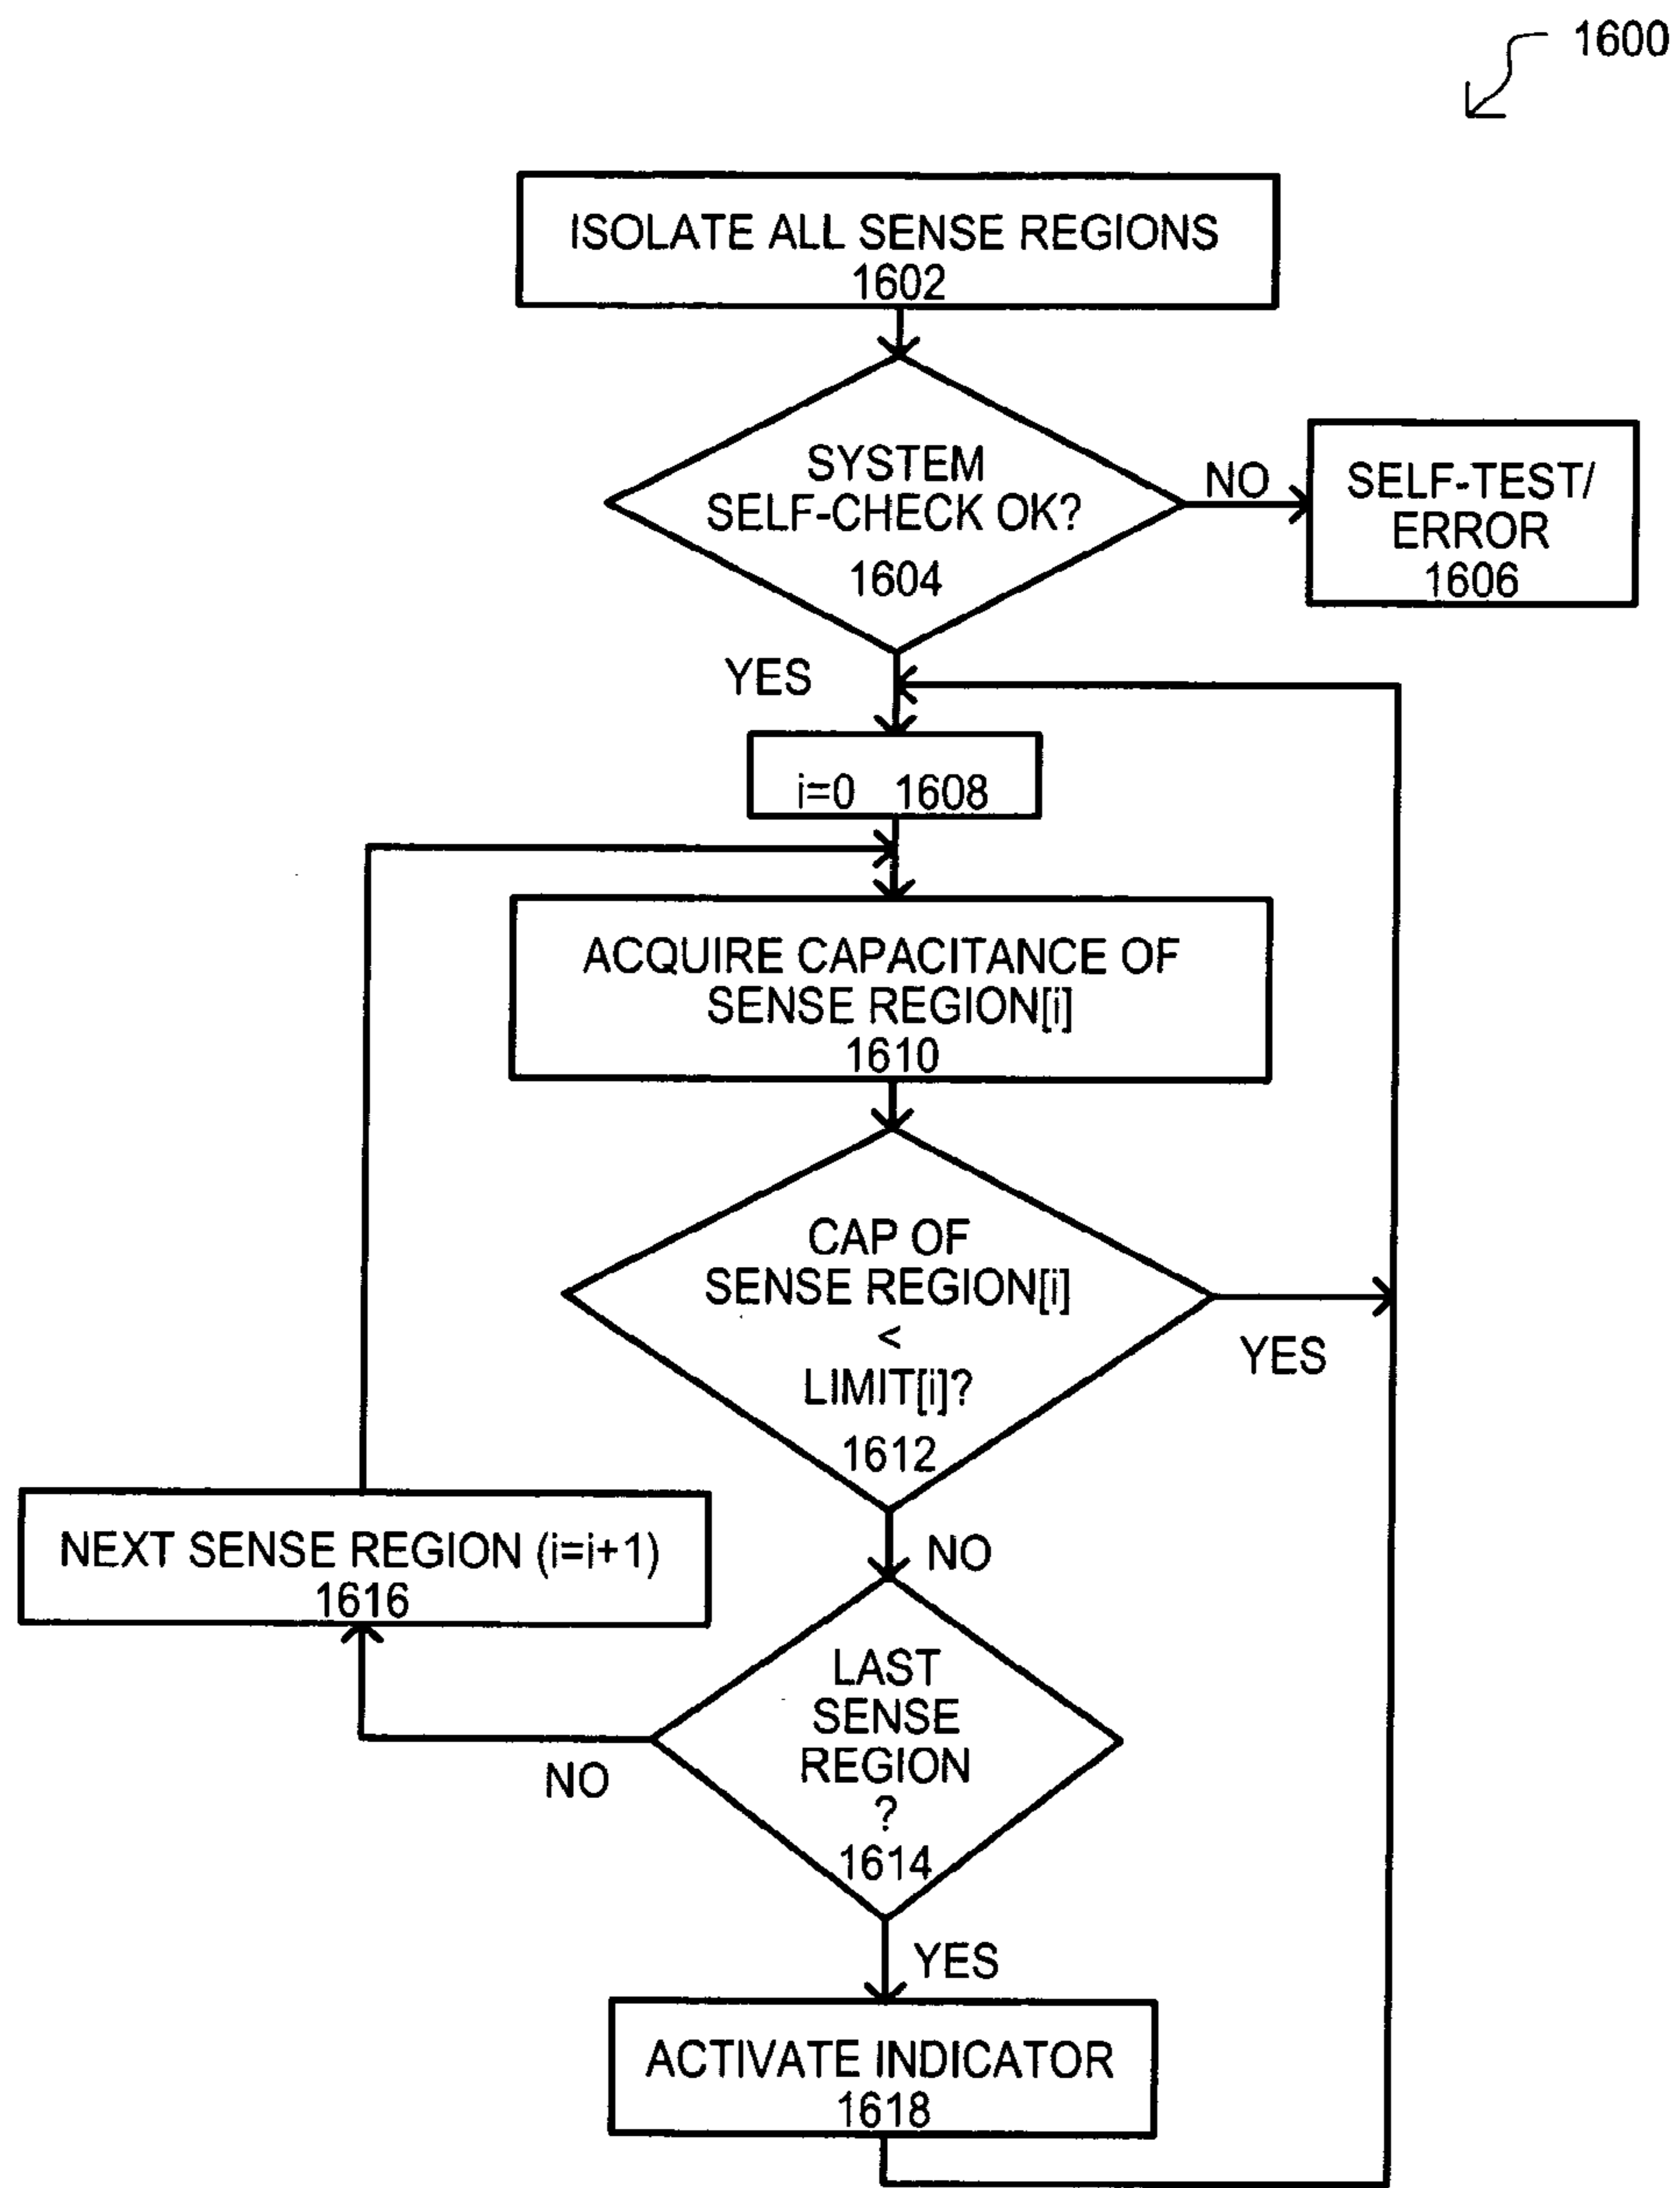 1600
ISOLATE ALL SENSE REGIONS
1602
SYSTEM
SELF-CHECK OK?
1604
NO
SELF-TEST/
ERROR
1606
YES
i=0 1608
ACQUIRE CAPACITANCE OF
SENSE REGION[i]
1610
CAP OF
SENSE REGION[i]
<
LIMIT[i]?
1612
YES
NO
NEXT SENSE REGION (i=i+1)
1616
LAST
SENSE
REGION
?
1614
NO
YES
ACTIVATE INDICATOR
1618